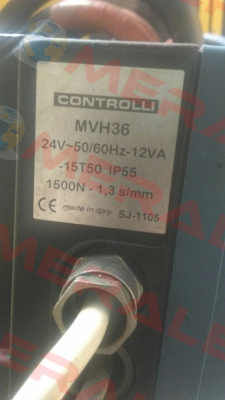 CONTROLLI
MVH36
24V~50/60Hz-12VA
-15T50 IP55
1500N - 1,3 s/mm
CE made in Italy SJ-1105